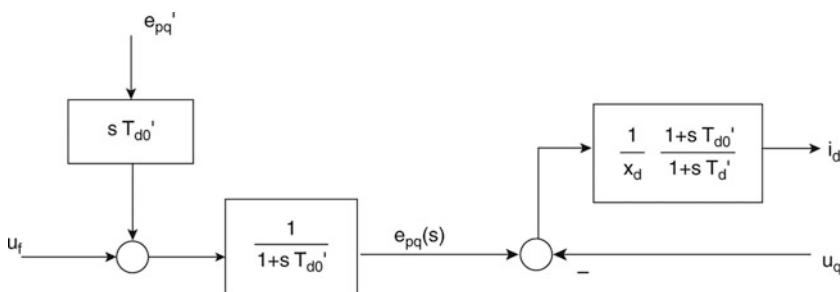 e_pq'
s T_d0'
u_f
1
1+s T_d0'
e_pq(s)
1 1+s T_d0'
x_d 1+s T_d'
i_d
–
u_q